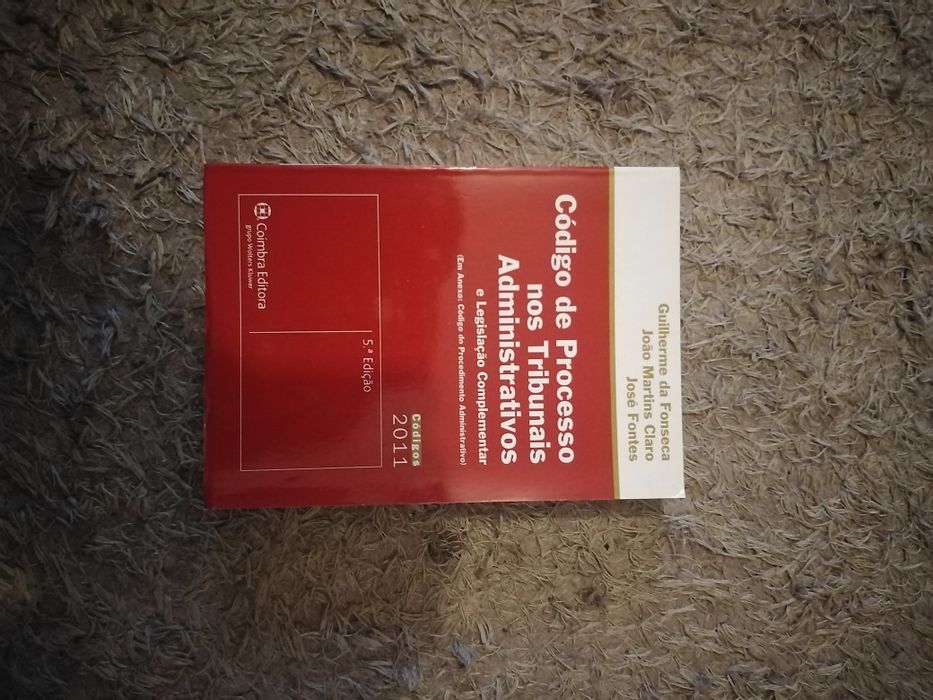 Guilherme da Fonseca
João Martins Claro
José Fontes
Código de Processo
nos Tribunais
Administrativos
e Legislação Complementar
(Em Anexo: Código do Procedimento Administrativo)
Códigos
2011
5.ª Edição
Coimbra Editora
grupo Wolters Kluwer